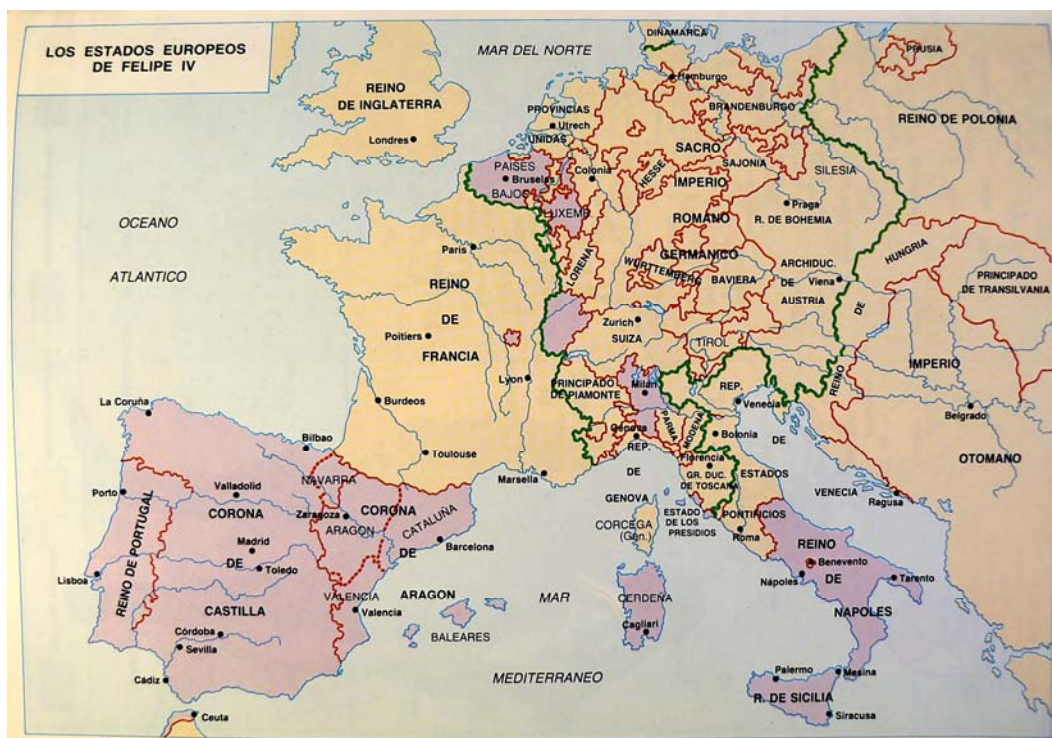 LOS ESTADOS EUROPEOS
DE FELIPE IV
MAR DEL NORTE
DINAMARCA
PRUSIA
Hamburgo
REINO
DE INGLATERRA
Londres
PROVINCIAS
Utrech
UNIDAS
BRANDENBURGO
REINO DE POLONIA
SACRO
SAJONIA
SILESIA
HESSE
IMPERIO
PAISES
Bruselas
BAJOS
Colonia
LUXEMB.
Praga
R. DE BOHEMIA
ROMANO
GERMANICO
OCEANO
ATLANTICO
Paris
LORENA
WURTTEMBERG
BAVIERA
ARCHIDUC.
DE
Viena
AUSTRIA
HUNGRIA
DE
REINO
PRINCIPADO
DE TRANSILVANIA
REINO
DE
FRANCIA
Poitiers
Zurich
SUIZA
TIROL
IMPERIO
Lyon
PRINCIPADO
DE PIAMONTE
Milán
REP.
Venecia
Belgrado
Burdeos
La Coruña
Bilbao
Toulouse
Marsella
Génova
REP.
DE
GENOVA
PARMA
MODENA
Bolonia
DE
OTOMANO
Florencia
GR. DUC.
DE TOSCANA
ESTADOS
VENECIA
Ragusa
NAVARRA
Valladolid
Porto
CORONA
Zaragoza
ARAGON
CORONA
CATALUÑA
DE
Barcelona
CORCEGA
(Gen.)
ESTADO
DE LOS
PRESIDIOS
PONTIFICIOS
Roma
REINO
Benevento
DE
Nápoles
NAPOLES
Tarento
REINO DE PORTUGAL
Madrid
DE
Toledo
Lisboa
CASTILLA
VALENCIA
Valencia
ARAGON
MAR
CERDEÑA
Cagliari
BALEARES
Córdoba
Sevilla
Cádiz
MEDITERRANEO
Palermo
Mesina
R. DE SICILIA
Siracusa
Ceuta